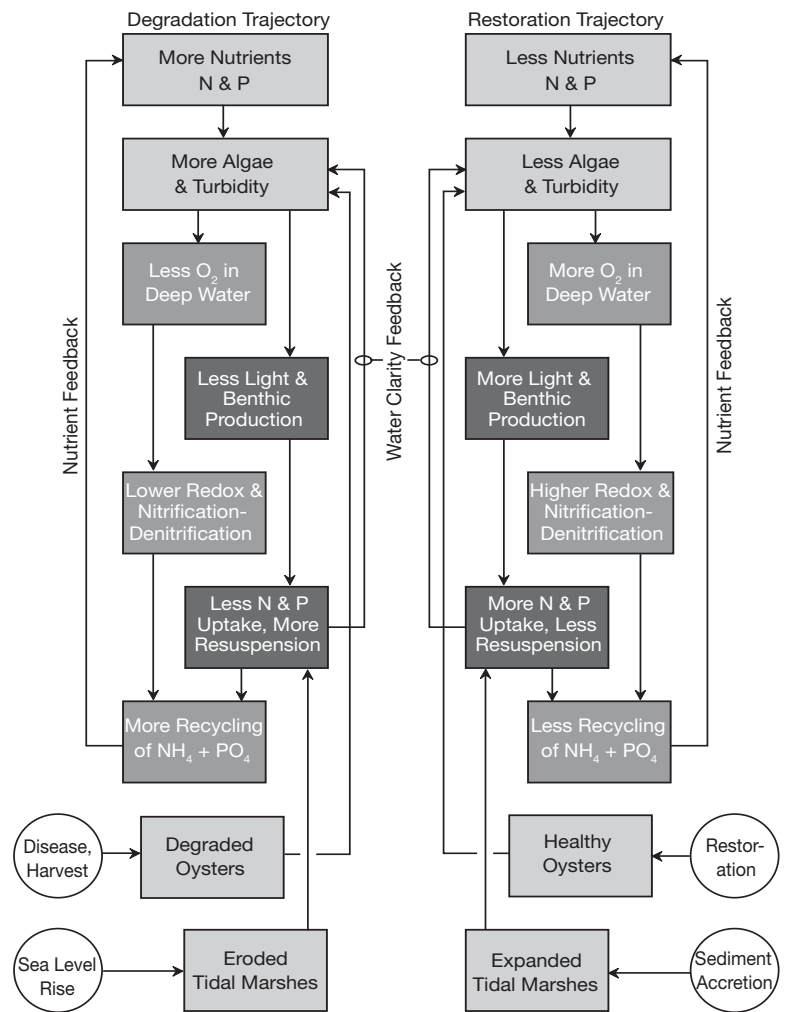 Degradation Trajectory
More Nutrients
N & P
More Algae
& Turbidity
Less O₂ in
Deep Water
Less Light &
Benthic
Production
Lower Redox &
Nitrification-
Denitrification
Less N & P
Uptake, More
Resuspension
More Recycling
of NH₄ + PO₄
Nutrient Feedback
Disease,
Harvest
Degraded
Oysters
Sea Level
Rise
Eroded
Tidal Marshes
Water Clarity Feedback
Restoration Trajectory
Less Nutrients
N & P
Less Algae
& Turbidity
More O₂ in
Deep Water
More Light &
Benthic
Production
Higher Redox &
Nitrification-
Denitrification
More N & P
Uptake, Less
Resuspension
Less Recycling
of NH₄ + PO₄
Nutrient Feedback
Healthy
Oysters
Restor-
ation
Expanded
Tidal Marshes
Sediment
Accretion